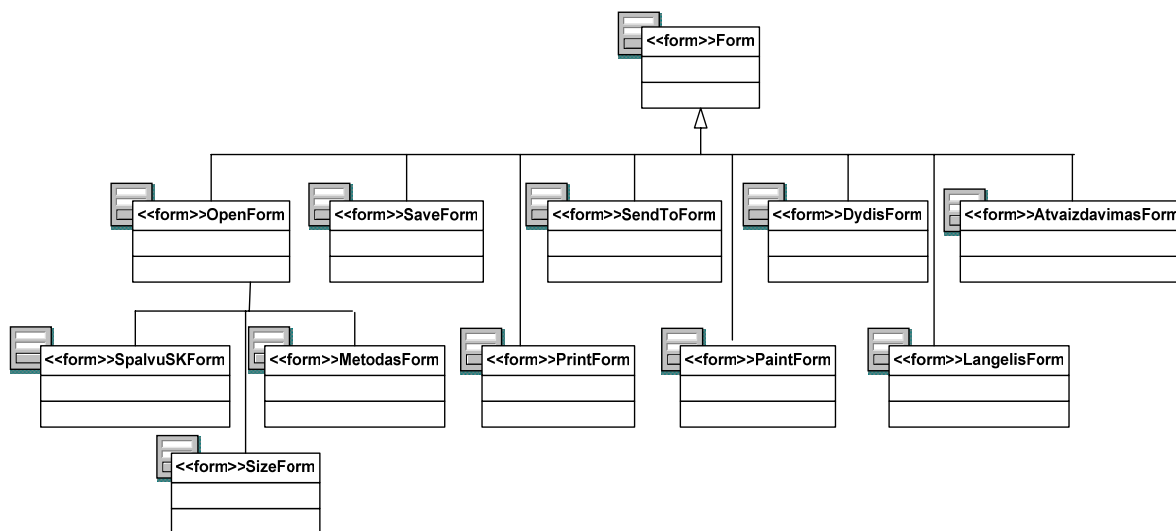 <<form>>Form
<<form>>OpenForm
<<form>>SaveForm
<<form>>SendToForm
<<form>>DydisForm
<<form>>AtvaizdavimasForm
<<form>>SpalvuSKForm
<<form>>MetodasForm
<<form>>PrintForm
<<form>>PaintForm
<<form>>LangelisForm
<<form>>SizeForm